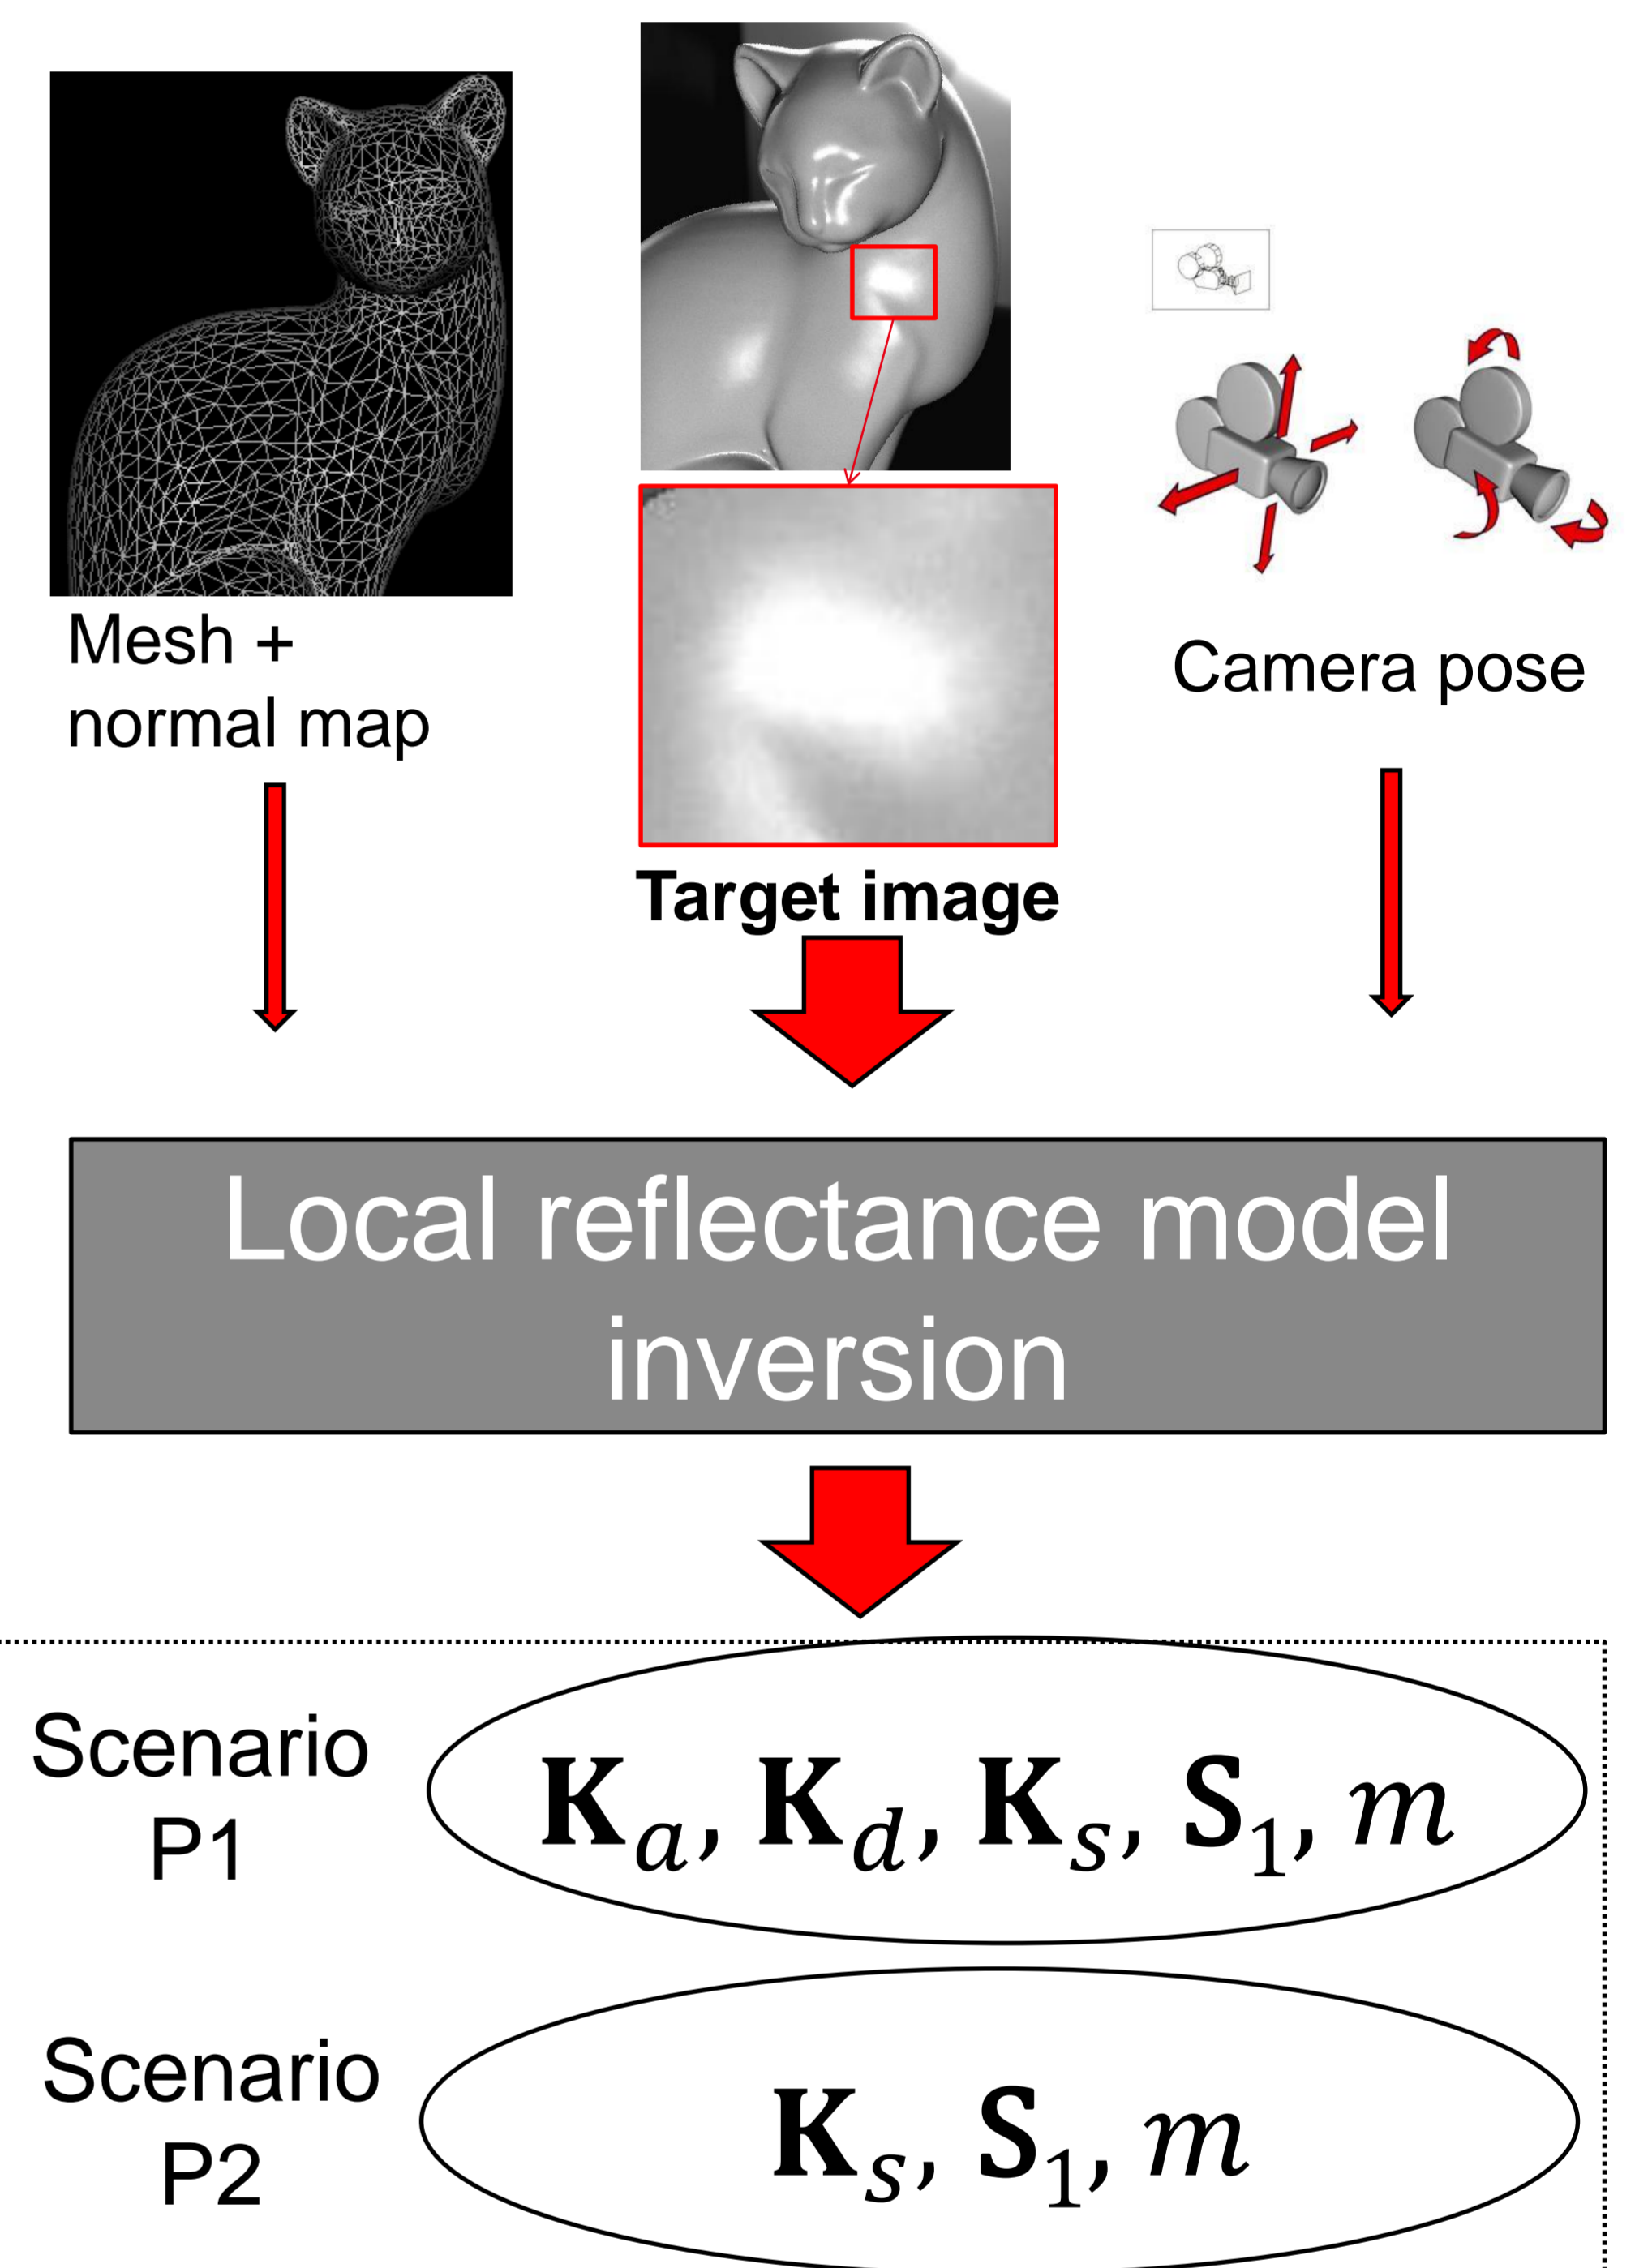 Mesh +
normal map
Target image
Camera pose
Local reflectance model
inversion
Scenario
P1
𝐊ₐ, 𝐊_d, 𝐊ₛ, 𝐒₁, 𝑚
Scenario
P2
𝐊ₛ, 𝐒₁, 𝑚